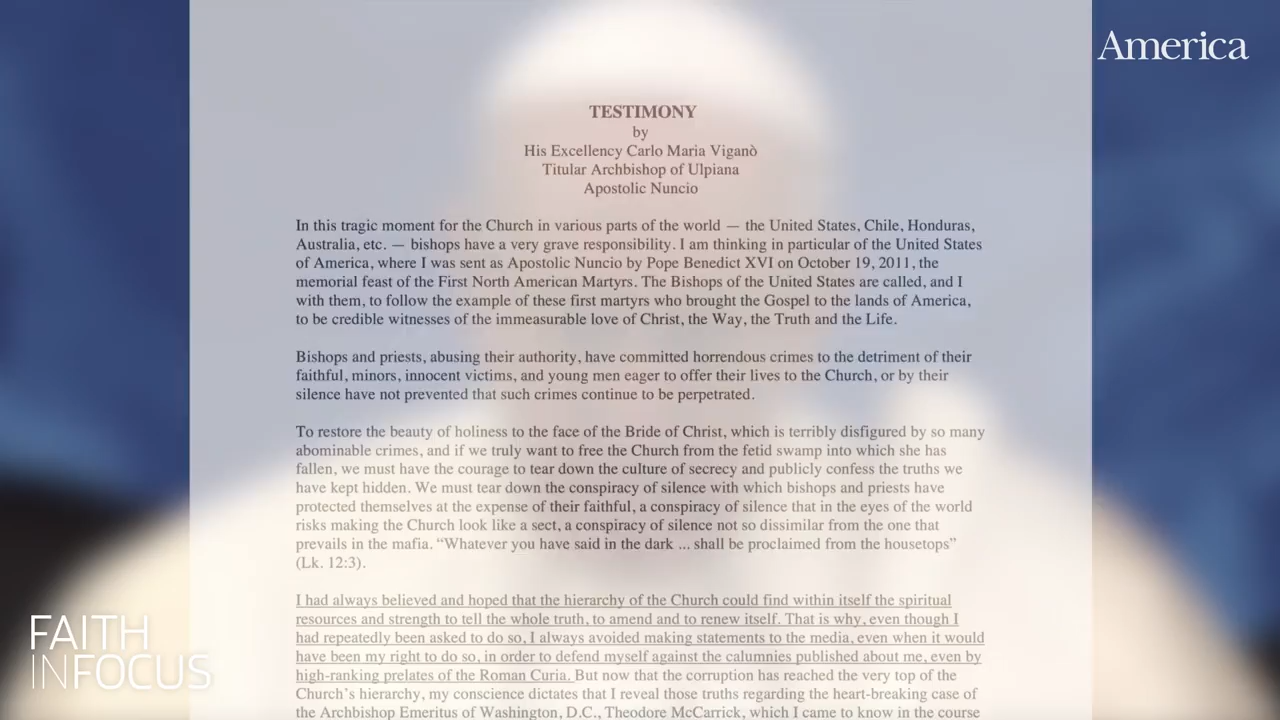 America
TESTIMONY
by
His Excellency Carlo Maria Viganò
Titular Archbishop of Ulpiana
Apostolic Nuncio
In this tragic moment for the Church in various parts of the world — the United States, Chile, Honduras,
Australia, etc. — bishops have a very grave responsibility. I am thinking in particular of the United States
of America, where I was sent as Apostolic Nuncio by Pope Benedict XVI on October 19, 2011, the
memorial feast of the First North American Martyrs. The Bishops of the United States are called, and I
with them, to follow the example of these first martyrs who brought the Gospel to the lands of America,
to be credible witnesses of the immeasurable love of Christ, the Way, the Truth and the Life.
Bishops and priests, abusing their authority, have committed horrendous crimes to the detriment of their
faithful, minors, innocent victims, and young men eager to offer their lives to the Church, or by their
silence have not prevented that such crimes continue to be perpetrated.
To restore the beauty of holiness to the face of the Bride of Christ, which is terribly disfigured by so many
abominable crimes, and if we truly want to free the Church from the fetid swamp into which she has
fallen, we must have the courage to tear down the culture of secrecy and publicly confess the truths we
have kept hidden. We must tear down the conspiracy of silence with which bishops and priests have
protected themselves at the expense of their faithful, a conspiracy of silence that in the eyes of the world
risks making the Church look like a sect, a conspiracy of silence not so dissimilar from the one that
prevails in the mafia. “Whatever you have said in the dark ... shall be proclaimed from the housetops”
(Lk. 12:3).
I had always believed and hoped that the hierarchy of the Church could find within itself the spiritual
resources and strength to tell the whole truth, to amend and to renew itself. That is why, even though I
had repeatedly been asked to do so, I always avoided making statements to the media, even when it would
have been my right to do so, in order to defend myself against the calumnies published about me, even by
high-ranking prelates of the Roman Curia. But now that the corruption has reached the very top of the
Church’s hierarchy, my conscience dictates that I reveal those truths regarding the heart-breaking case of
the Archbishop Emeritus of Washington, D.C., Theodore McCarrick, which I came to know in the course
FAITH
INFOCUS